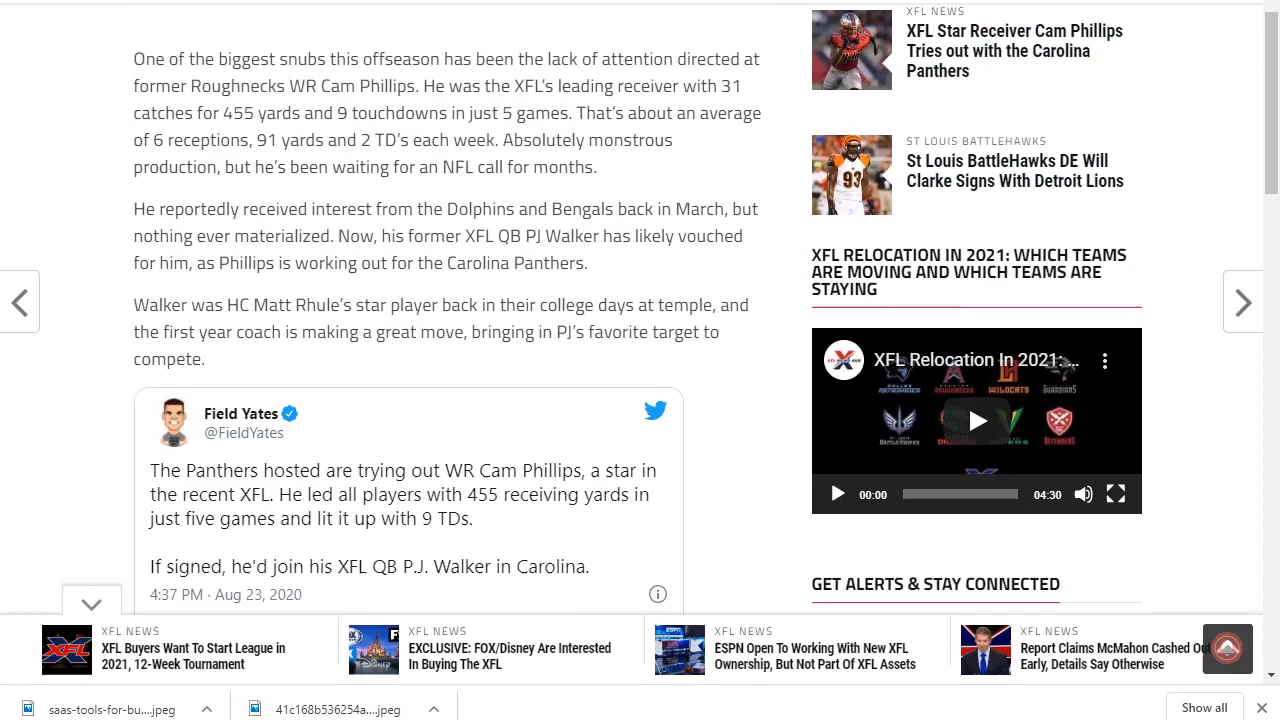 One of the biggest snubs this offseason has been the lack of attention directed at
former Roughnecks WR Cam Phillips. He was the XFL's leading receiver with 31
catches for 455 yards and 9 touchdowns in just 5 games. That's about an average
of 6 receptions, 91 yards and 2 TD's each week. Absolutely monstrous
production, but he's been waiting for an NFL call for months.
He reportedly received interest from the Dolphins and Bengals back in March, but
nothing ever materialized. Now, his former XFL QB PJ Walker has likely vouched
for him, as Phillips is working out for the Carolina Panthers.
Walker was HC Matt Rhule's star player back in their college days at temple, and
the first year coach is making a great move, bringing in PJ's favorite target to
compete.
Field Yates
@FieldYates
The Panthers hosted are trying out WR Cam Phillips, a star in
the recent XFL. He led all players with 455 receiving yards in
just five games and lit it up with 9 TDs.
If signed, he'd join his XFL QB P.J. Walker in Carolina.
4:37 PM · Aug 23, 2020
XFL NEWS
XFL Star Receiver Cam Phillips
Tries out with the Carolina
Panthers
93
ST LOUIS BATTLEHAWKS
St Louis BattleHawks DE Will
Clarke Signs With Detroit Lions
XFL RELOCATION IN 2021: WHICH TEAMS
ARE MOVING AND WHICH TEAMS ARE
STAYING
XFL Relocation In 2021:...
RENEGADES
ROUGHNECKS
WILDCATS
GUARDIANS
BATTLEHAWKS
DEFENDERS
00:00
04:30
GET ALERTS & STAY CONNECTED
XFL
XFL NEWS
XFL Buyers Want To Start League in
2021, 12-Week Tournament
XFL NEWS
EXCLUSIVE: FOX/Disney Are Interested
In Buying The XFL
ESPN
XFL NEWS
ESPN Open To Working With New XFL
Ownership, But Not Part Of XFL Assets
XFL NEWS
Report Claims McMahon Cashed Out
Early, Details Say Otherwise
saas-tools-for-bu....jpeg
41c168b536254a....jpeg
Show all